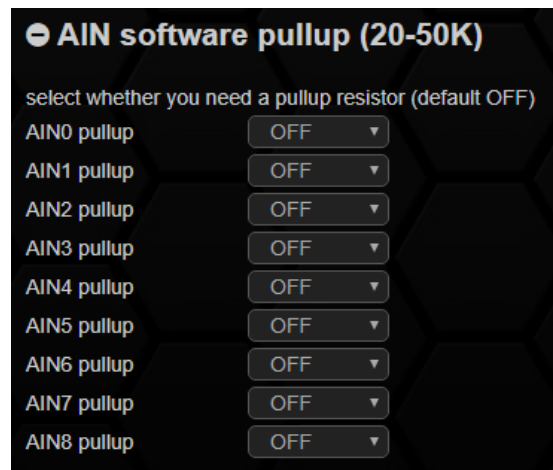 AIN software pullup (20-50K)
select whether you need a pullup resistor (default OFF)
AIN0 pullup OFF
AIN1 pullup OFF
AIN2 pullup OFF
AIN3 pullup OFF
AIN4 pullup OFF
AIN5 pullup OFF
AIN6 pullup OFF
AIN7 pullup OFF
AIN8 pullup OFF